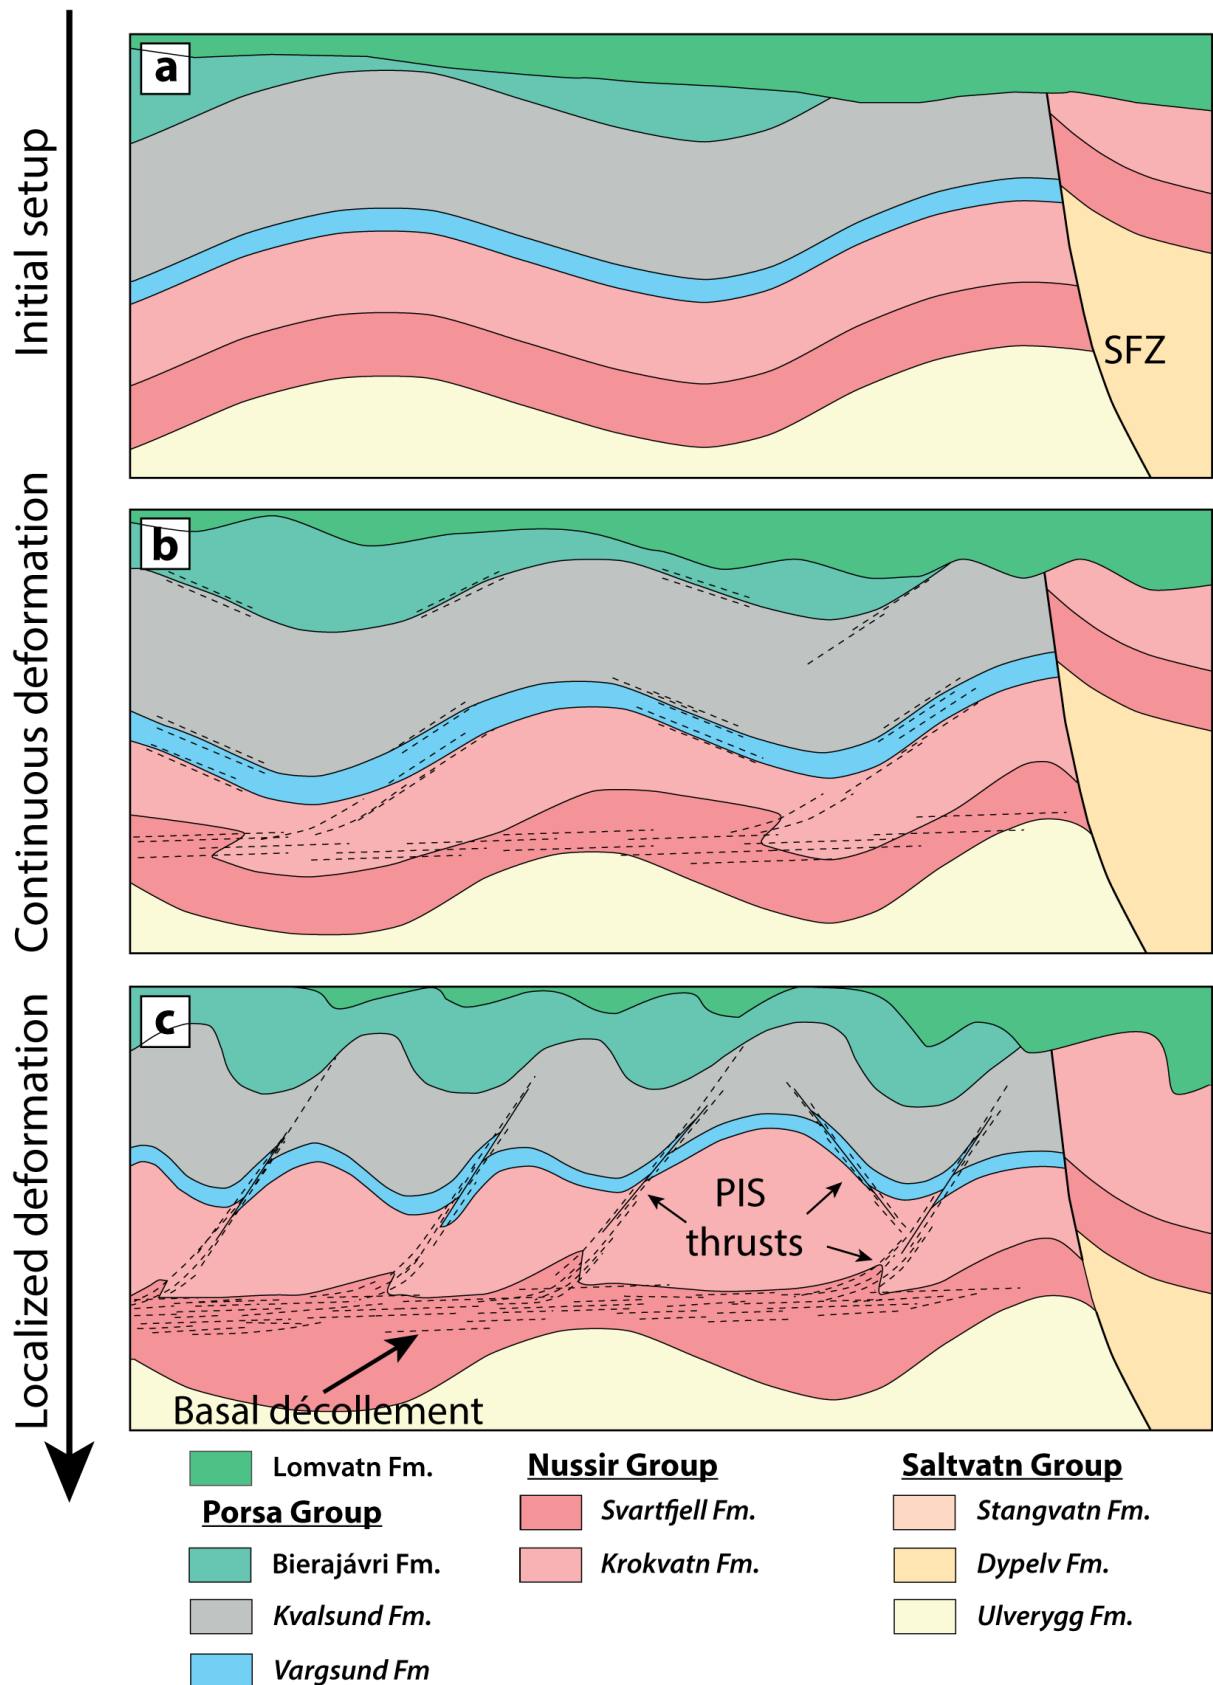 Initial setup
Continuous deformation
Localized deformation
a
SFZ
b
c
PIS
thrusts
Basal décollement
Lomvatn Fm.
Porsa Group
Bierajávri Fm.
Kvalsund Fm.
Vargsund Fm
Nussir Group
Svartfjell Fm.
Krokvatn Fm.
Saltvatn Group
Stangvatn Fm.
Dypelv Fm.
Ulverygg Fm.